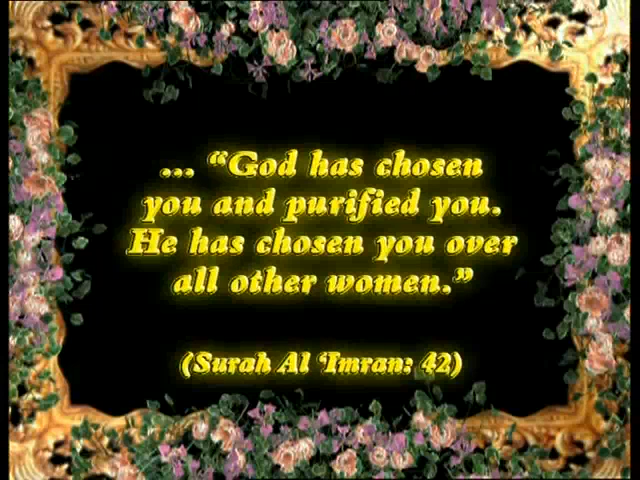 ... “God has chosen
you and purified you.
He has chosen you over
all other women.”
(Surah Al ‘Imran: 42)